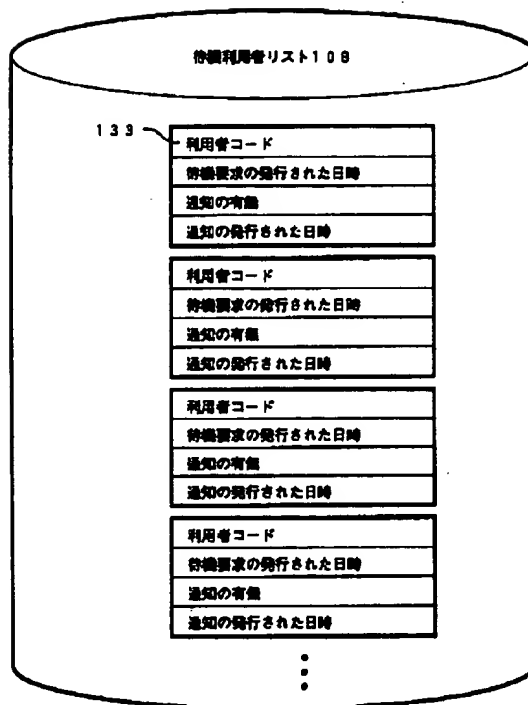 待機利用者リスト１０８
１３３
利用者コード
待機要求の発行された日時
通知の有無
通知の発行された日時
利用者コード
待機要求の発行された日時
通知の有無
通知の発行された日時
利用者コード
待機要求の発行された日時
通知の有無
通知の発行された日時
利用者コード
待機要求の発行された日時
通知の有無
通知の発行された日時